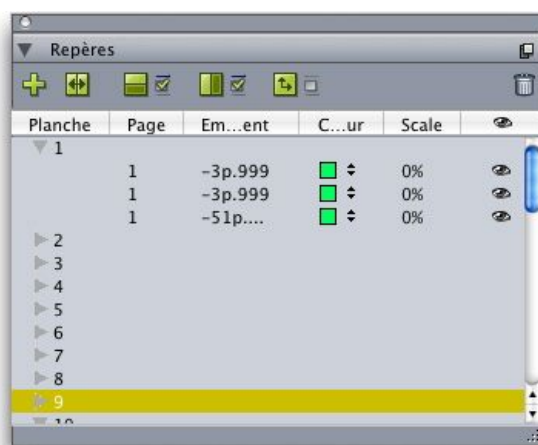 Repères
Planche Page Em...ent C...ur Scale
1
1 -3p.999 0%
1 -3p.999 0%
1 -51p.... 0%
2
3
4
5
6
7
8
9
10